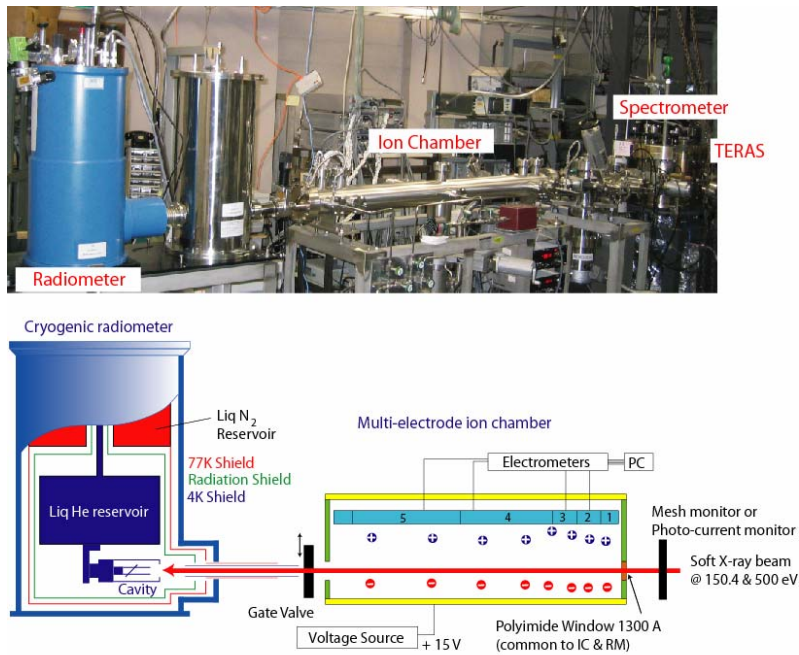 Spectrometer
Ion Chamber
TERAS
Radiometer
Cryogenic radiometer
Liq N2
Reservoir
Multi-electrode ion chamber
77K Shield
Radiation Shield
4K Shield
Electrometers
PC
Liq He reservoir
5
4
3
2
1
Mesh monitor or
Photo-current monitor
Soft X-ray beam
@ 150.4 & 500 eV
Cavity
Gate Valve
Voltage Source
+ 15 V
Polyimide Window 1300 A
(common to IC & RM)